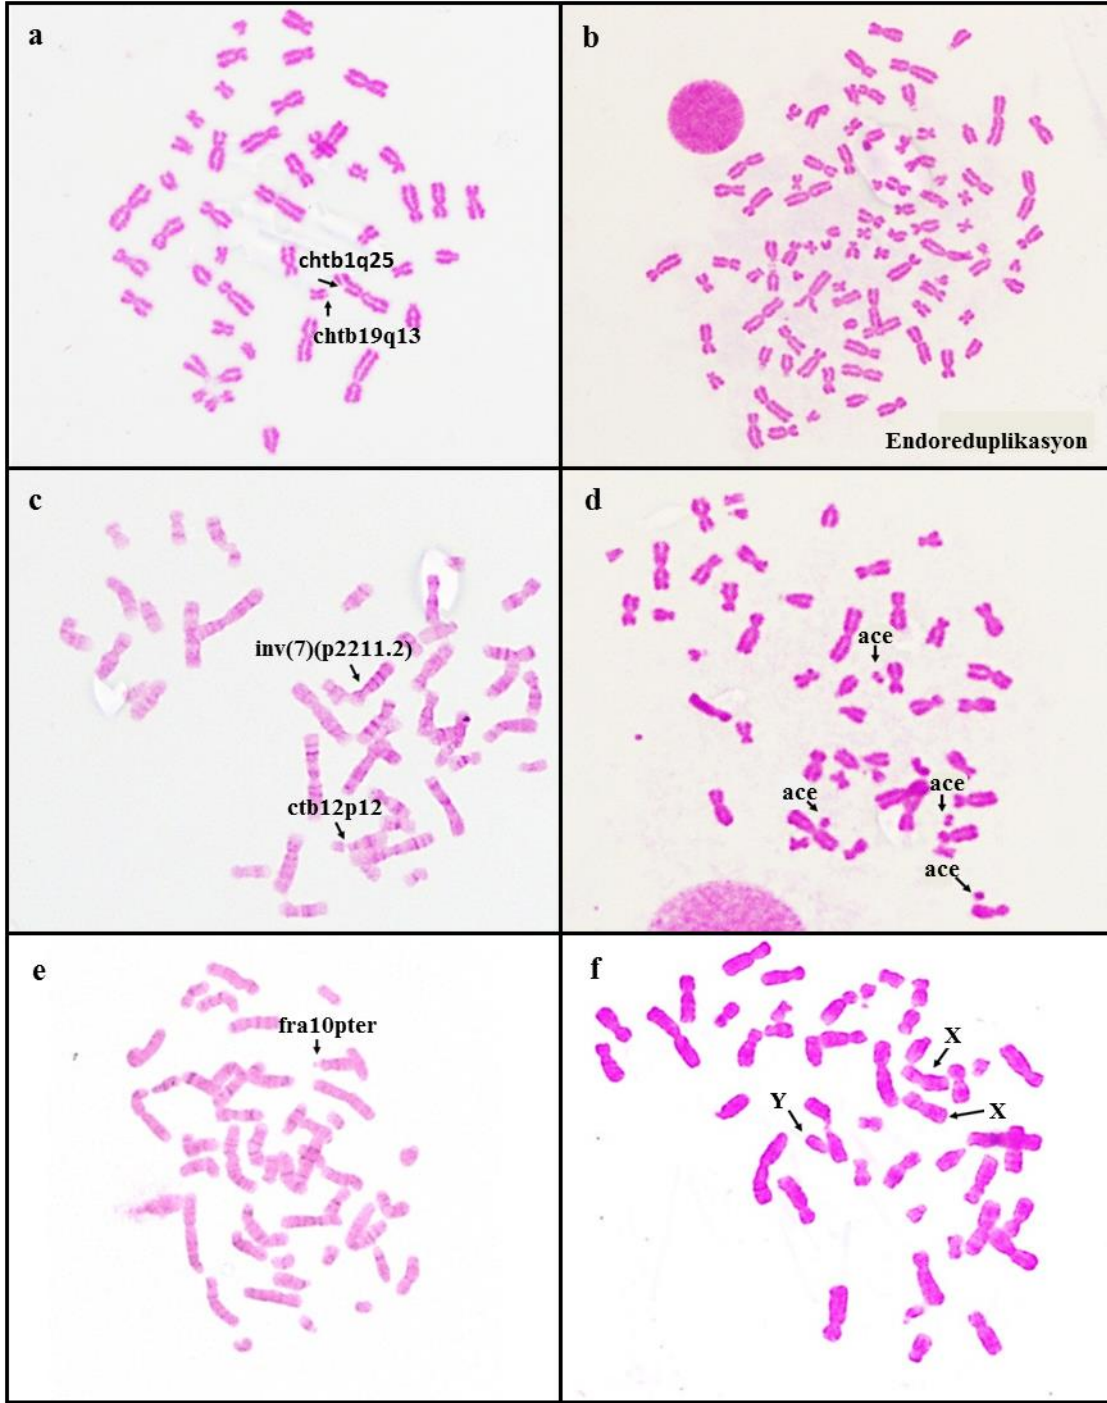 a
chtb1q25
chtb19q13
b
Endoreduplikasyon
c
inv(7)(p2211.2)
ctb12p12
d
ace
ace
ace
ace
e
fra10pter
f
X
Y
X